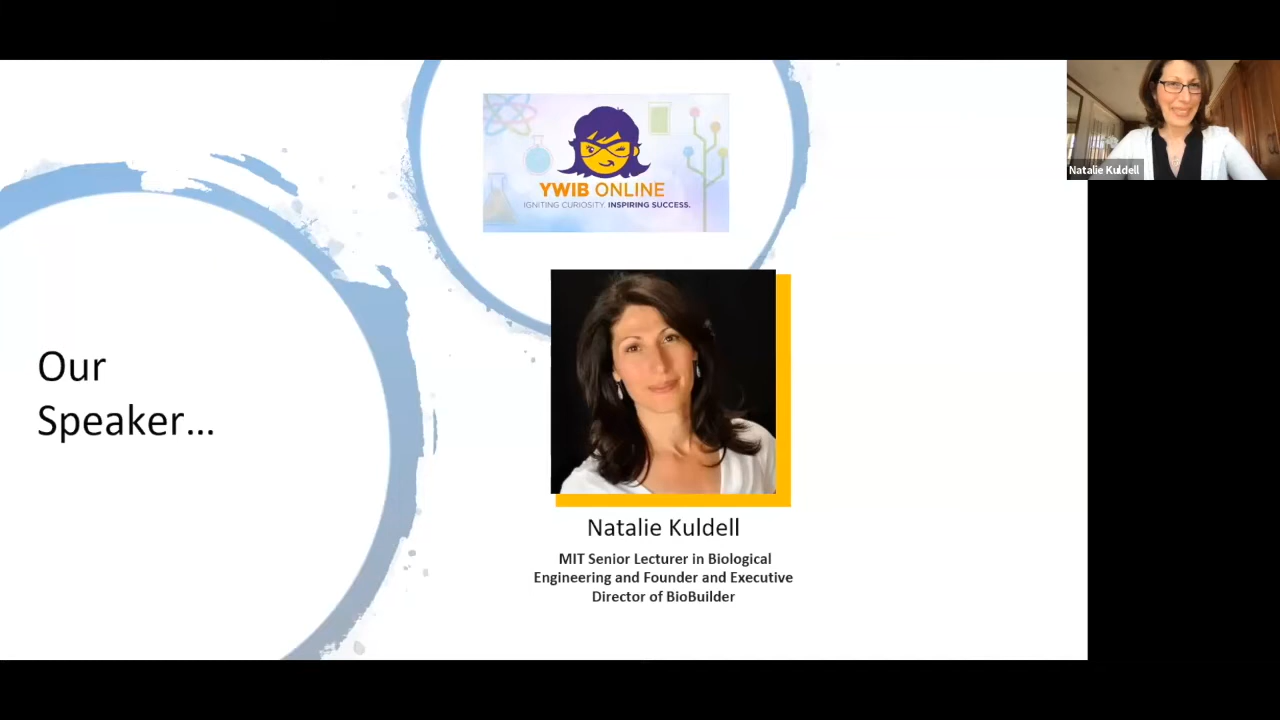 YWIB ONLINE
IGNITING CURIOSITY. INSPIRING SUCCESS.
Natalie Kuldell
Our
Speaker...
Natalie Kuldell
MIT Senior Lecturer in Biological
Engineering and Founder and Executive
Director of BioBuilder